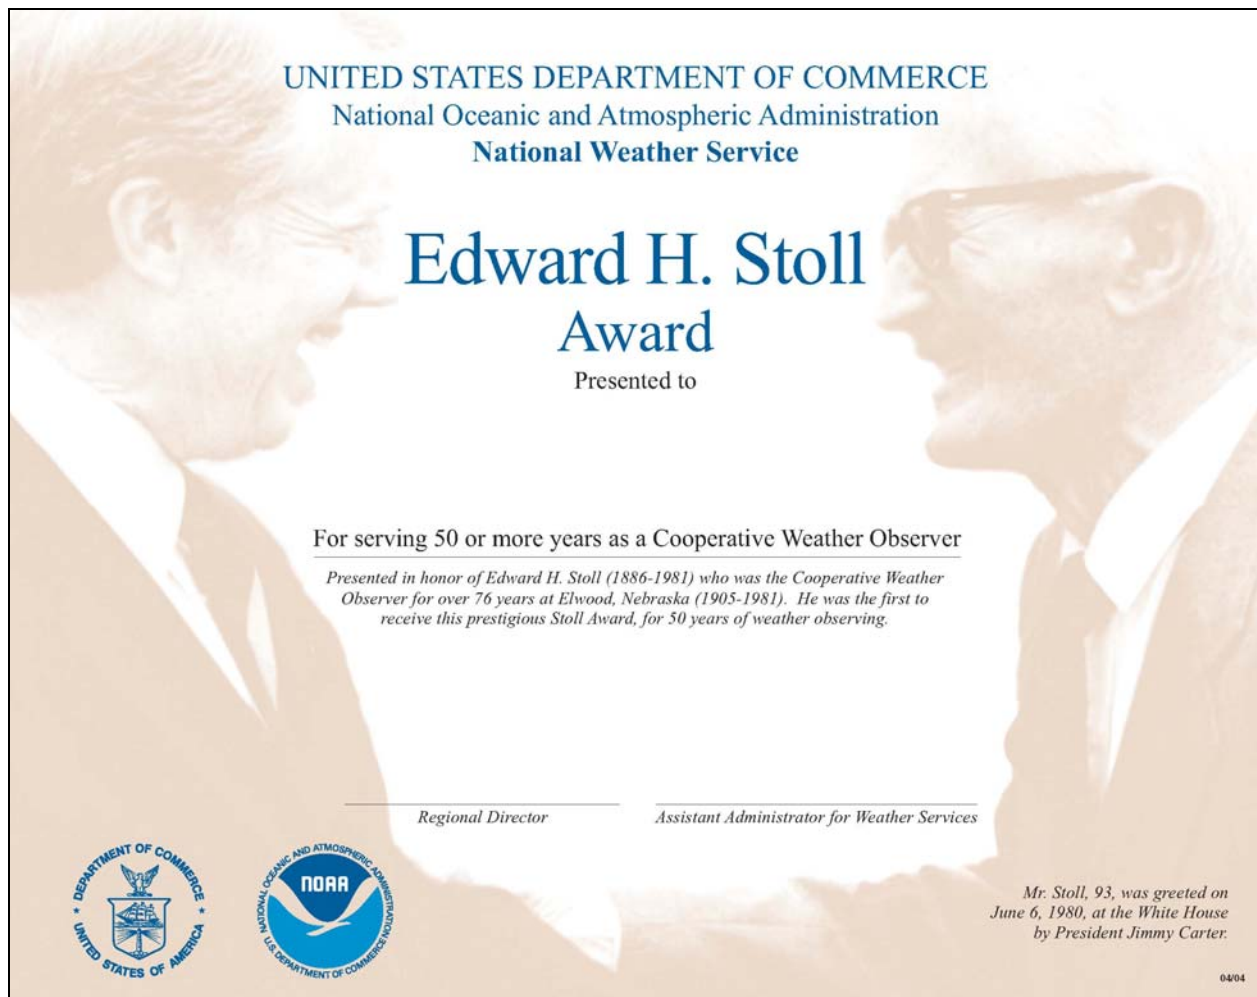 UNITED STATES DEPARTMENT OF COMMERCE
National Oceanic and Atmospheric Administration
National Weather Service
Edward H. Stoll
Award
Presented to
For serving 50 or more years as a Cooperative Weather Observer
Presented in honor of Edward H. Stoll (1886-1981) who was the Cooperative Weather
Observer for over 76 years at Elwood, Nebraska (1905-1981). He was the first to
receive this prestigious Stoll Award, for 50 years of weather observing.
Regional Director
Assistant Administrator for Weather Services
DEPARTMENT OF COMMERCE
UNITED STATES OF AMERICA
NATIONAL OCEANIC AND ATMOSPHERIC ADMINISTRATION
NOAA
U.S. DEPARTMENT OF COMMERCE
Mr. Stoll, 93, was greeted on
June 6, 1980, at the White House
by President Jimmy Carter.
04/04